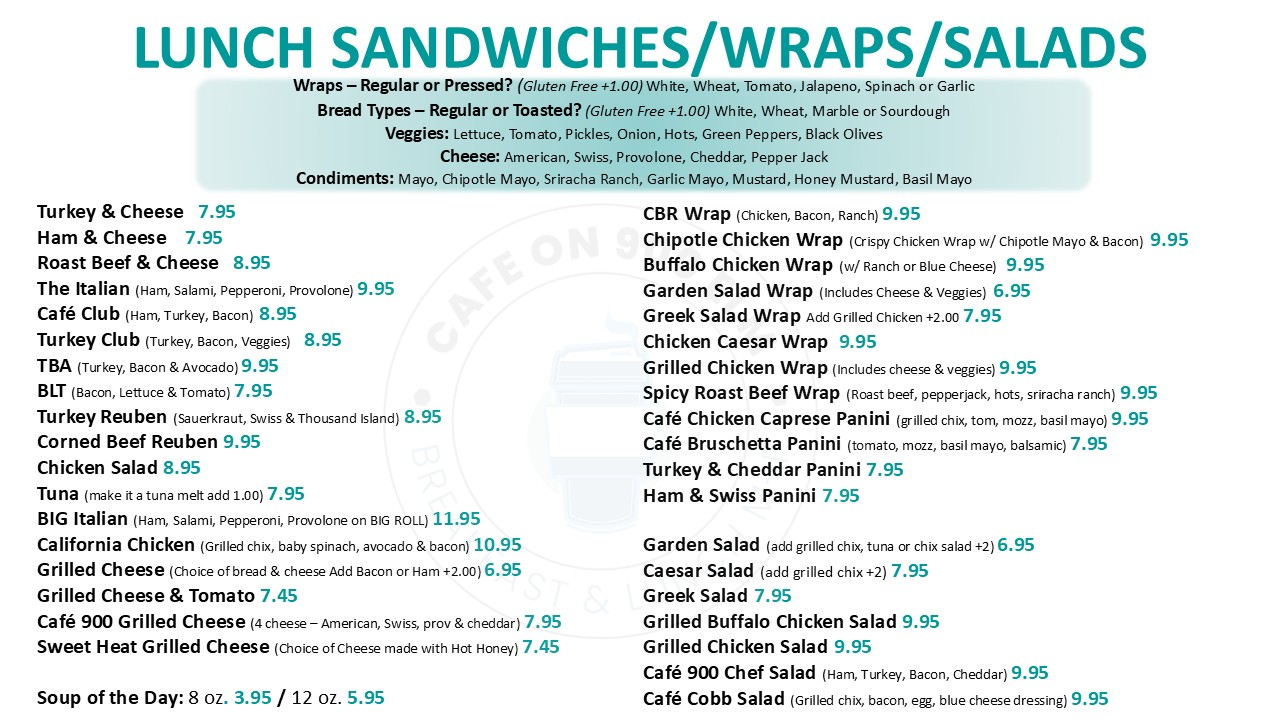 LUNCH SANDWICHES/WRAPS/SALADS
Wraps – Regular or Pressed? (Gluten Free +1.00) White, Wheat, Tomato, Jalapeno, Spinach or Garlic
Bread Types – Regular or Toasted? (Gluten Free +1.00) White, Wheat, Marble or Sourdough
Veggies: Lettuce, Tomato, Pickles, Onion, Hots, Green Peppers, Black Olives
Cheese: American, Swiss, Provolone, Cheddar, Pepper Jack
Condiments: Mayo, Chipotle Mayo, Sriracha Ranch, Garlic Mayo, Mustard, Honey Mustard, Basil Mayo
Turkey & Cheese 7.95
Ham & Cheese 7.95
Roast Beef & Cheese 8.95
The Italian (Ham, Salami, Pepperoni, Provolone) 9.95
Café Club (Ham, Turkey, Bacon) 8.95
Turkey Club (Turkey, Bacon, Veggies) 8.95
TBA (Turkey, Bacon & Avocado) 9.95
BLT (Bacon, Lettuce & Tomato) 7.95
Turkey Reuben (Sauerkraut, Swiss & Thousand Island) 8.95
Corned Beef Reuben 9.95
Chicken Salad 8.95
Tuna (make it a tuna melt add 1.00) 7.95
BIG Italian (Ham, Salami, Pepperoni, Provolone on BIG ROLL) 11.95
California Chicken (Grilled chix, baby spinach, avocado & bacon) 10.95
Grilled Cheese (Choice of bread & cheese Add Bacon or Ham +2.00) 6.95
Grilled Cheese & Tomato 7.45
Café 900 Grilled Cheese (4 cheese – American, Swiss, prov & cheddar) 7.95
Sweet Heat Grilled Cheese (Choice of Cheese made with Hot Honey) 7.45
Soup of the Day: 8 oz. 3.95 / 12 oz. 5.95
CBR Wrap (Chicken, Bacon, Ranch) 9.95
Chipotle Chicken Wrap (Crispy Chicken Wrap w/ Chipotle Mayo & Bacon) 9.95
Buffalo Chicken Wrap (w/ Ranch or Blue Cheese) 9.95
Garden Salad Wrap (Includes Cheese & Veggies) 6.95
Greek Salad Wrap Add Grilled Chicken +2.00 7.95
Chicken Caesar Wrap 9.95
Grilled Chicken Wrap (Includes cheese & veggies) 9.95
Spicy Roast Beef Wrap (Roast beef, pepperjack, hots, sriracha ranch) 9.95
Café Chicken Caprese Panini (grilled chix, tom, mozz, basil mayo) 9.95
Café Bruschetta Panini (tomato, mozz, basil mayo, balsamic) 7.95
Turkey & Cheddar Panini 7.95
Ham & Swiss Panini 7.95
Garden Salad (add grilled chix, tuna or chix salad +2) 6.95
Caesar Salad (add grilled chix +2) 7.95
Greek Salad 7.95
Grilled Buffalo Chicken Salad 9.95
Grilled Chicken Salad 9.95
Café 900 Chef Salad (Ham, Turkey, Bacon, Cheddar) 9.95
Café Cobb Salad (Grilled chix, bacon, egg, blue cheese dressing) 9.95
CAFE ON 9